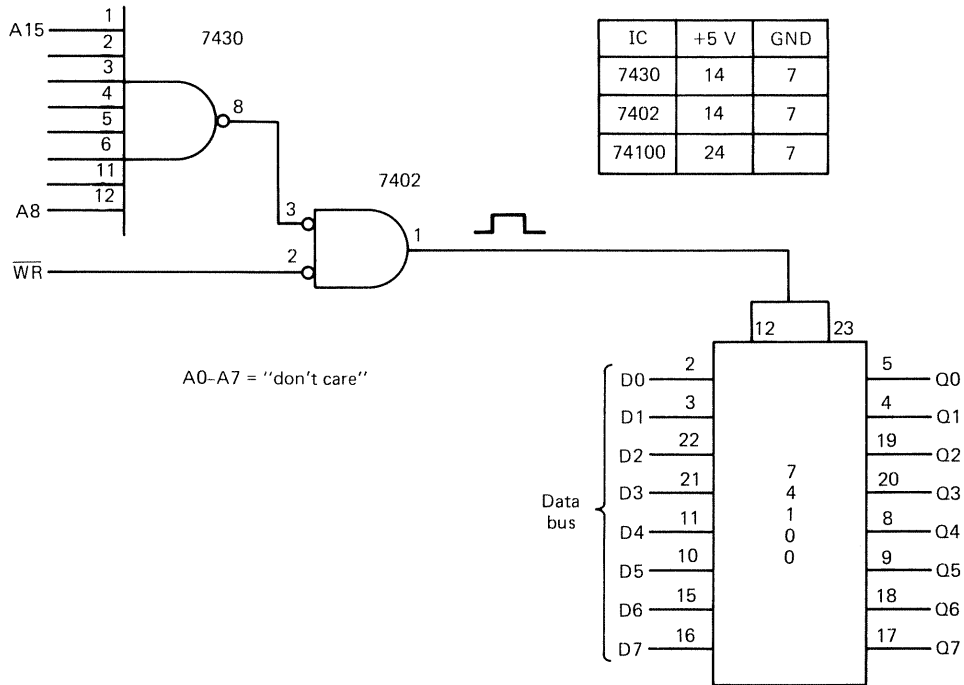 A15
1
2
3
4
5
6
11
12
A8
7430
8
IC +5 V GND
7430 14 7
7402 14 7
74100 24 7
7402
3
2
1
WR
A0-A7 = "don't care"
12 23
Data
bus
D0 2 5 Q0
D1 3 4 Q1
D2 22 19 Q2
D3 21 20 Q3
D4 11 8 Q4
D5 10 9 Q5
D6 15 18 Q6
D7 16 17 Q7
7
4
1
0
0